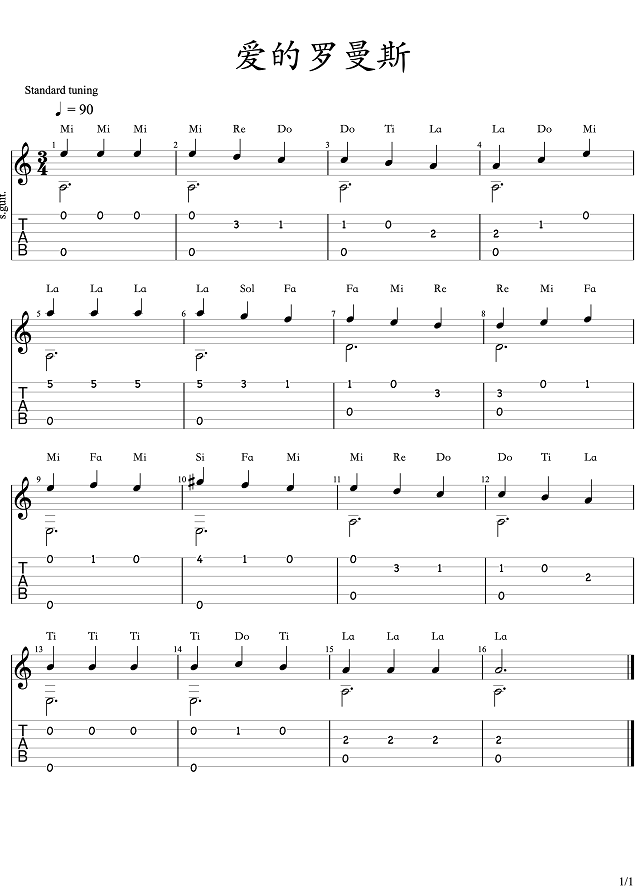 爱的罗曼斯
Standard tuning
♩ = 90
Mi Mi Mi Mi Re Do Do Ti La La Do Mi
1 2 3 4
3 4
s.guit.
T 0 0 0 0 3 1 1 0 2 2 1 0
A
B 0 0 0 0
La La La La Sol Fa Fa Mi Re Re Mi Fa
5 6 7 8
5 5 5 5 3 1 1 0 3 3 0 1
T
A
B 0 0 0 0
Mi Fa Mi Si Fa Mi Mi Re Do Do Ti La
9 10 11 12
0 1 0 4 1 0 0 3 1 1 0 2
T
A
B 0 0 0 0
Ti Ti Ti Ti Do Ti La La La La
13 14 15 16
T 0 0 0 0 1 0 2 2 2 2
A
B 0 0 0 0
1/1